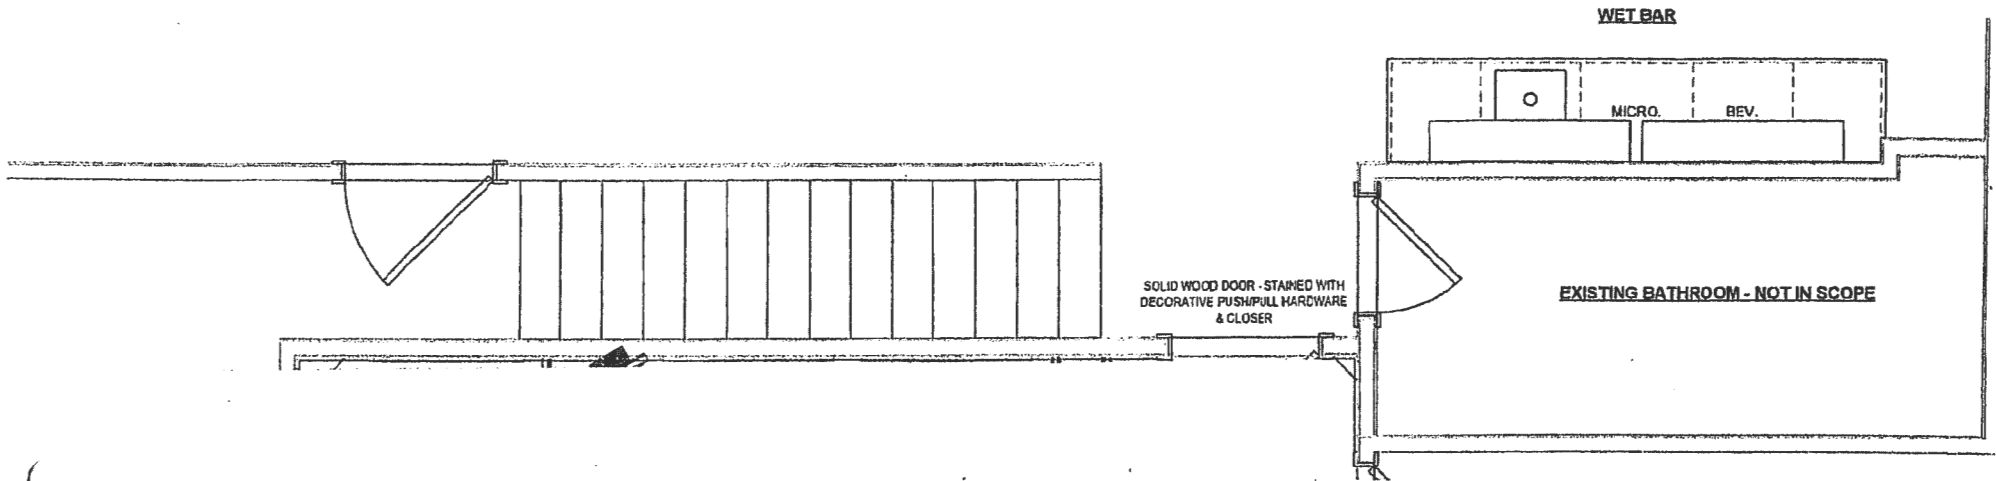 WET BAR
MICRO.
BEV.
SOLID WOOD DOOR - STAINED WITH
DECORATIVE PUSH/PULL HARDWARE
& CLOSER
EXISTING BATHROOM - NOT IN SCOPE